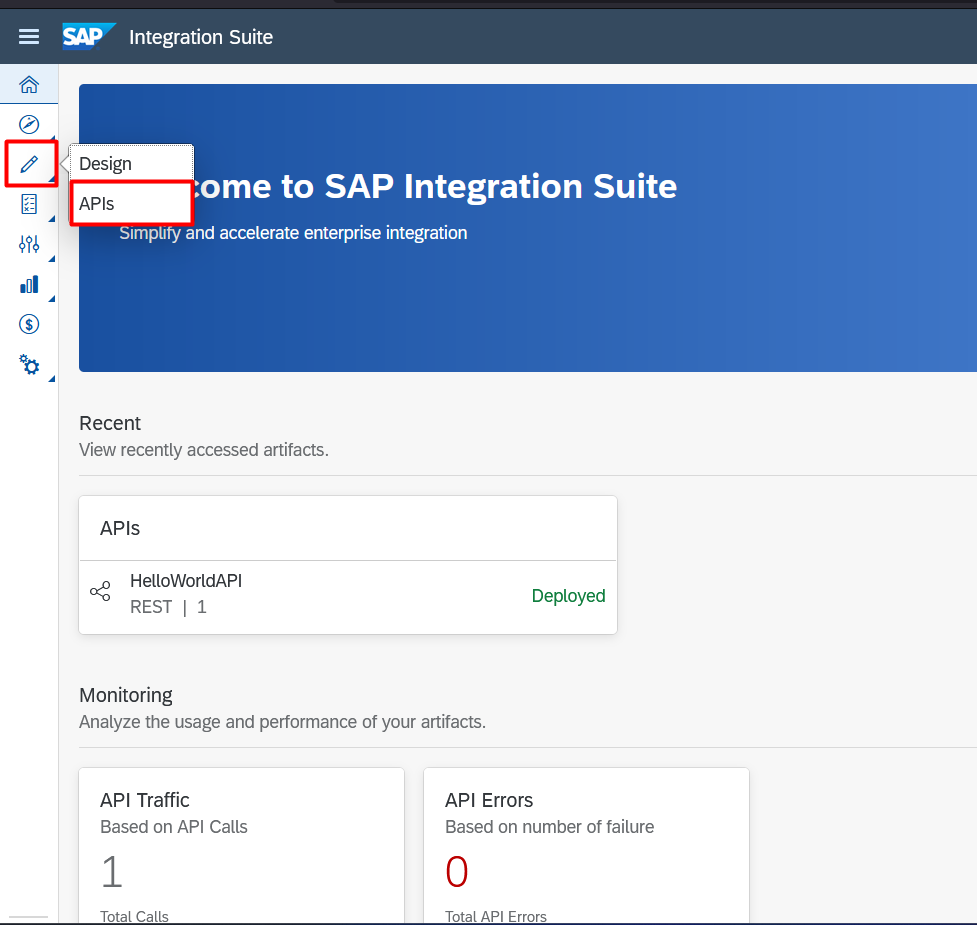 SAP Integration Suite
Design
APIs
come to SAP Integration Suite
Simplify and accelerate enterprise integration
$
Recent
View recently accessed artifacts.
APIs
HelloWorldAPI
REST | 1
Deployed
Monitoring
Analyze the usage and performance of your artifacts.
API Traffic
Based on API Calls
1
Total Calls
API Errors
Based on number of failure
0
Total API Errors